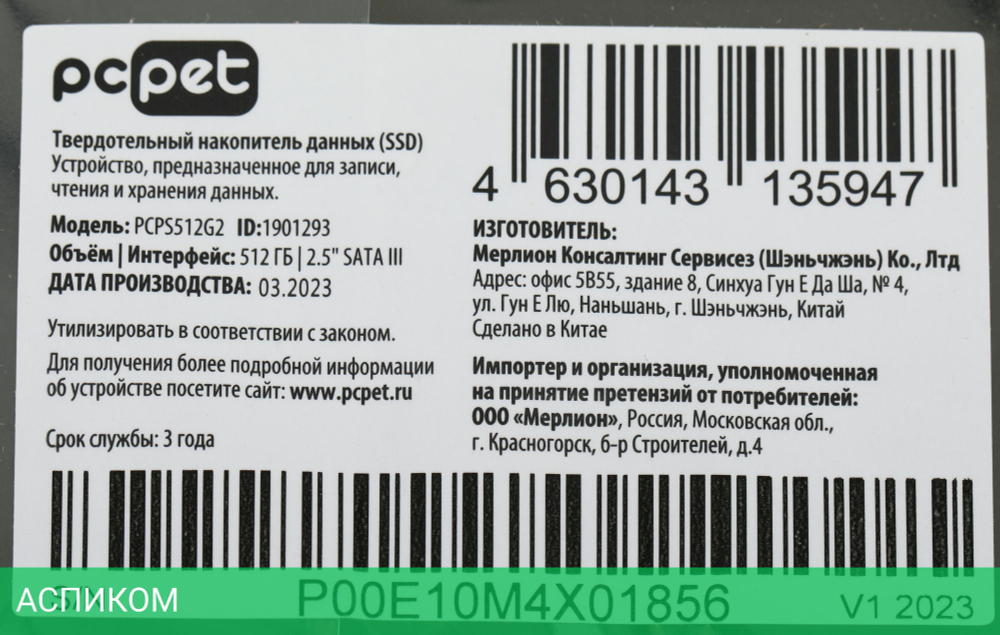 pcpet
Твердотельный накопитель данных (SSD)
Устройство, предназначенное для записи,
чтения и хранения данных.
Модель: PCPS512G2 ID:1901293
Объём | Интерфейс: 512 ГБ | 2.5" SATA III
ДАТА ПРОИЗВОДСТВА: 03.2023
Утилизировать в соответствии с законом.
Для получения более подробной информации
об устройстве посетите сайт: www.pcpet.ru
Срок службы: 3 года
4 630143 135947
ИЗГОТОВИТЕЛЬ:
Мерлион Консалтинг Сервисез (Шэньчжэнь) Ко., Лтд
Адрес: офис 5B55, здание 8, Синхуа Гун Е Да Ша, № 4,
ул. Гун Е Лю, Наньшань, г. Шэньчжэнь, Китай
Сделано в Китае
Импортер и организация, уполномоченная
на принятие претензий от потребителей:
ООО «Мерлион», Россия, Московская обл.,
г. Красногорск, б-р Строителей, д.4
АСПИКОМ
P00E10M4X01856
V1 2023